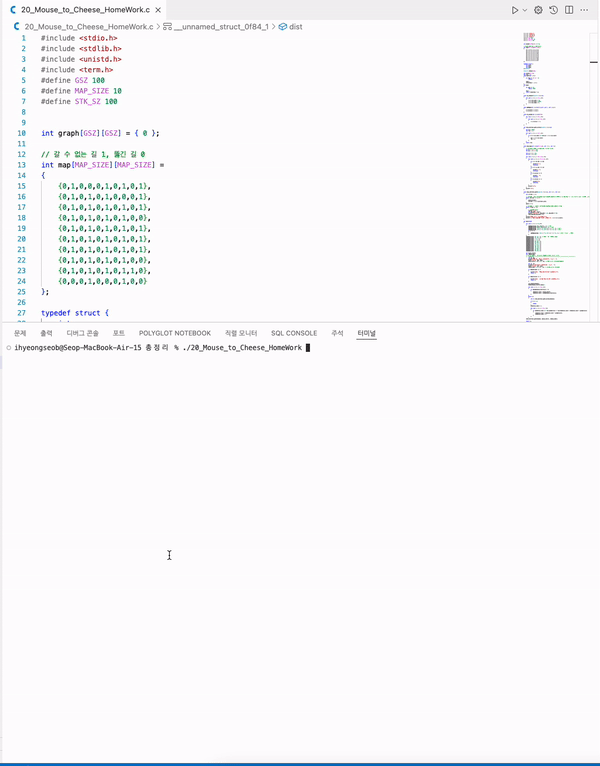 20_Mouse_to_Cheese_HomeWork.c
20_Mouse_to_Cheese_HomeWork.c > __unnamed_struct_0f84_1 > dist
1 #include <stdio.h>
2 #include <stdlib.h>
3 #include <unistd.h>
4 #include <term.h>
5 #define GSZ 100
6 #define MAP_SIZE 10
7 #define STK_SZ 100
8
9
10 int graph[GSZ][GSZ] = { 0 };
11
12 // 갈 수 없는 길 1, 뚫긴 길 0
13 int map[MAP_SIZE][MAP_SIZE] =
14 {
15 {0,1,0,0,0,1,0,1,0,1},
16 {0,1,0,1,0,1,0,0,0,1},
17 {0,1,0,1,0,1,0,1,0,1},
18 {0,1,0,1,0,1,0,1,0,0},
19 {0,1,0,1,0,1,0,1,0,1},
20 {0,1,0,1,0,1,0,1,0,1},
21 {0,1,0,1,0,1,0,1,0,1},
22 {0,1,0,1,0,1,0,1,0,0},
23 {0,1,0,1,0,1,0,1,1,0},
24 {0,0,0,1,0,0,0,1,0,0}
25 };
26
27 typedef struct {
문제 출력 디버그 콘솔 포트 POLYGLOT NOTEBOOK 직렬 모니터 SQL CONSOLE 주석 터미널
ihyeongseob@Seop-MacBook-Air-15 총정리 % ./20_Mouse_to_Cheese_HomeWork